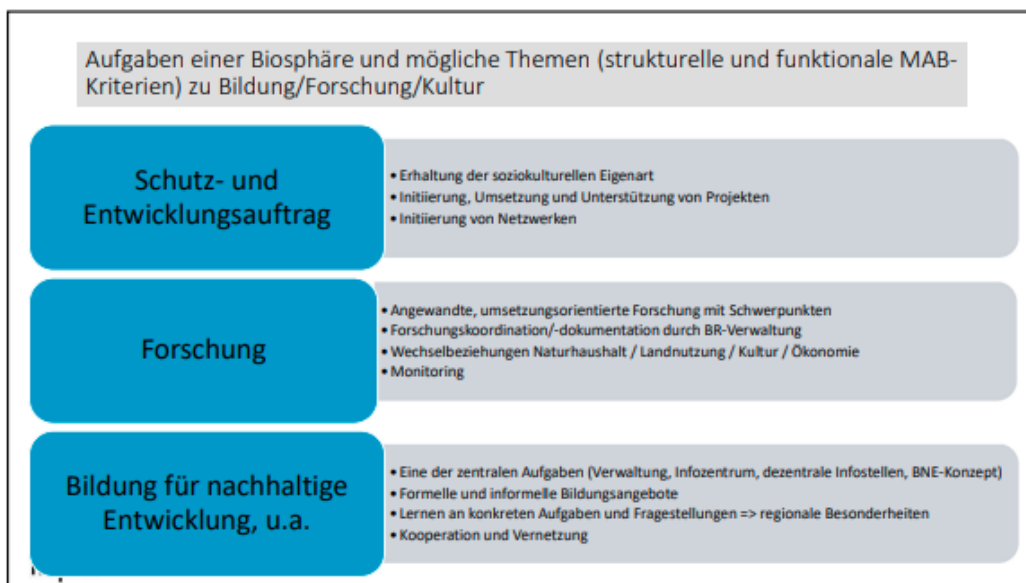 Aufgaben einer Biosphäre und mögliche Themen (strukturelle und funktionale MAB-
Kriterien) zu Bildung/Forschung/Kultur
Schutz- und
Entwicklungsauftrag
• Erhaltung der soziokulturellen Eigenart
• Initiierung, Umsetzung und Unterstützung von Projekten
• Initiierung von Netzwerken
Forschung
• Angewandte, umsetzungsorientierte Forschung mit Schwerpunkten
• Forschungskoordination/-dokumentation durch BR-Verwaltung
• Wechselbeziehungen Naturhaushalt / Landnutzung / Kultur / Ökonomie
• Monitoring
Bildung für nachhaltige
Entwicklung, u.a.
• Eine der zentralen Aufgaben (Verwaltung, Infozentrum, dezentrale Infostellen, BNE-Konzept)
• Formelle und informelle Bildungsangebote
• Lernen an konkreten Aufgaben und Fragestellungen => regionale Besonderheiten
• Kooperation und Vernetzung